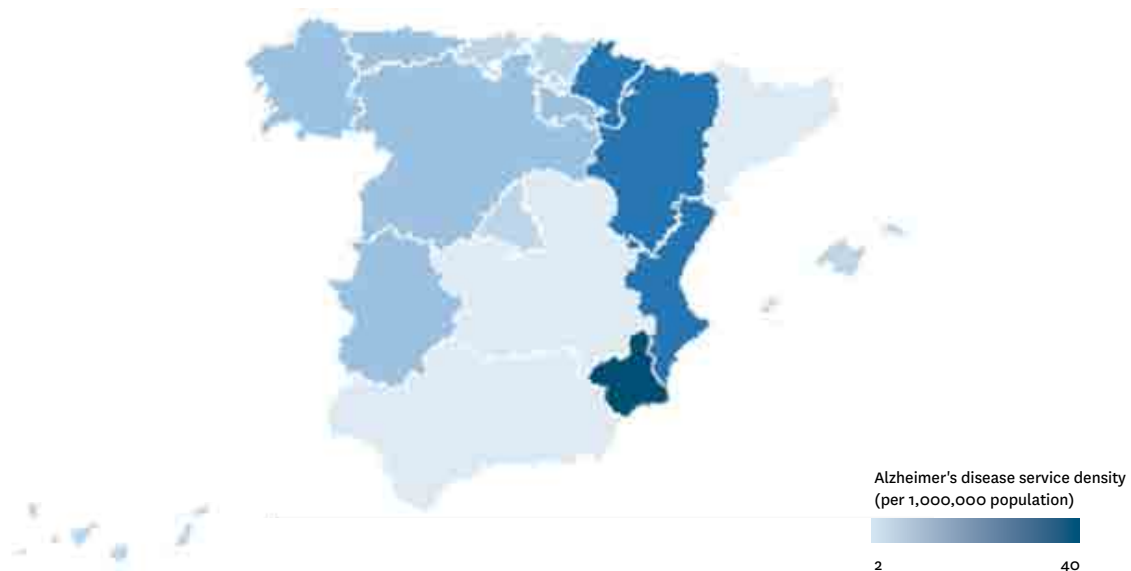 Alzheimer's disease service density
(per 1,000,000 population)
2 40